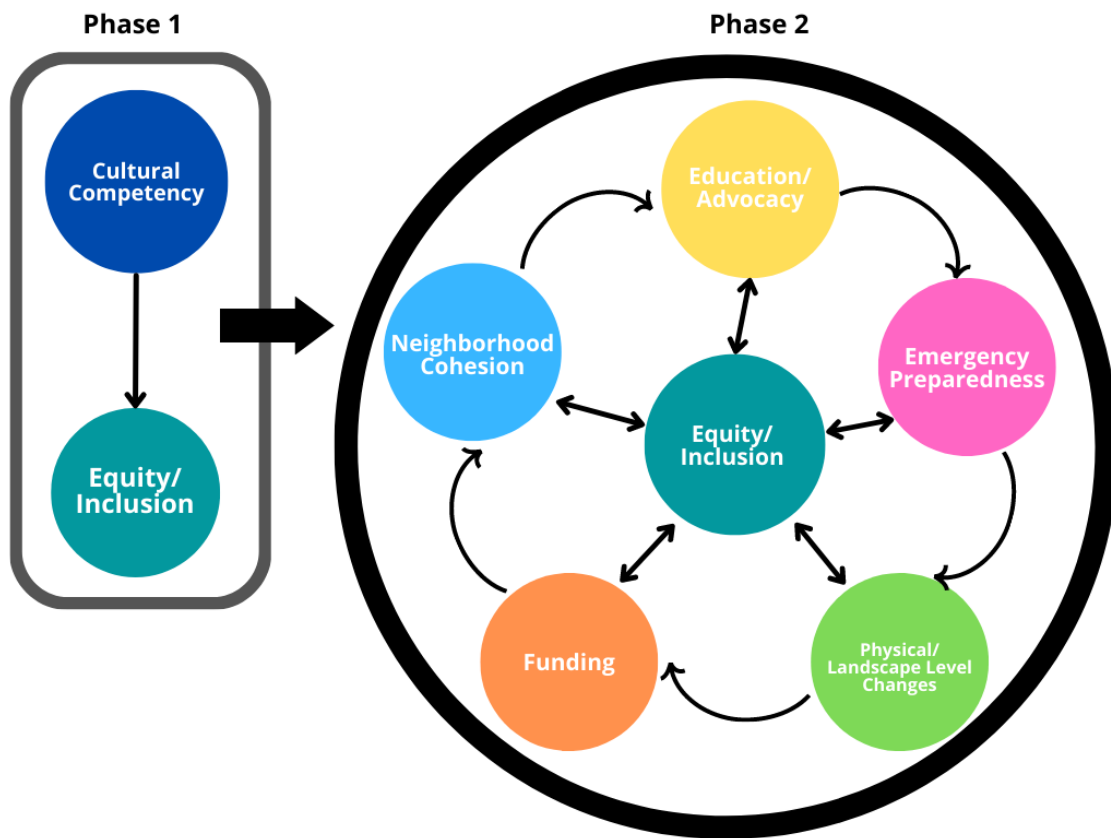 Phase 1
Cultural
Competency
Equity/
Inclusion
Phase 2
Education/
Advocacy
Neighborhood
Cohesion
Emergency
Preparedness
Equity/
Inclusion
Funding
Physical/
Landscape Level
Changes